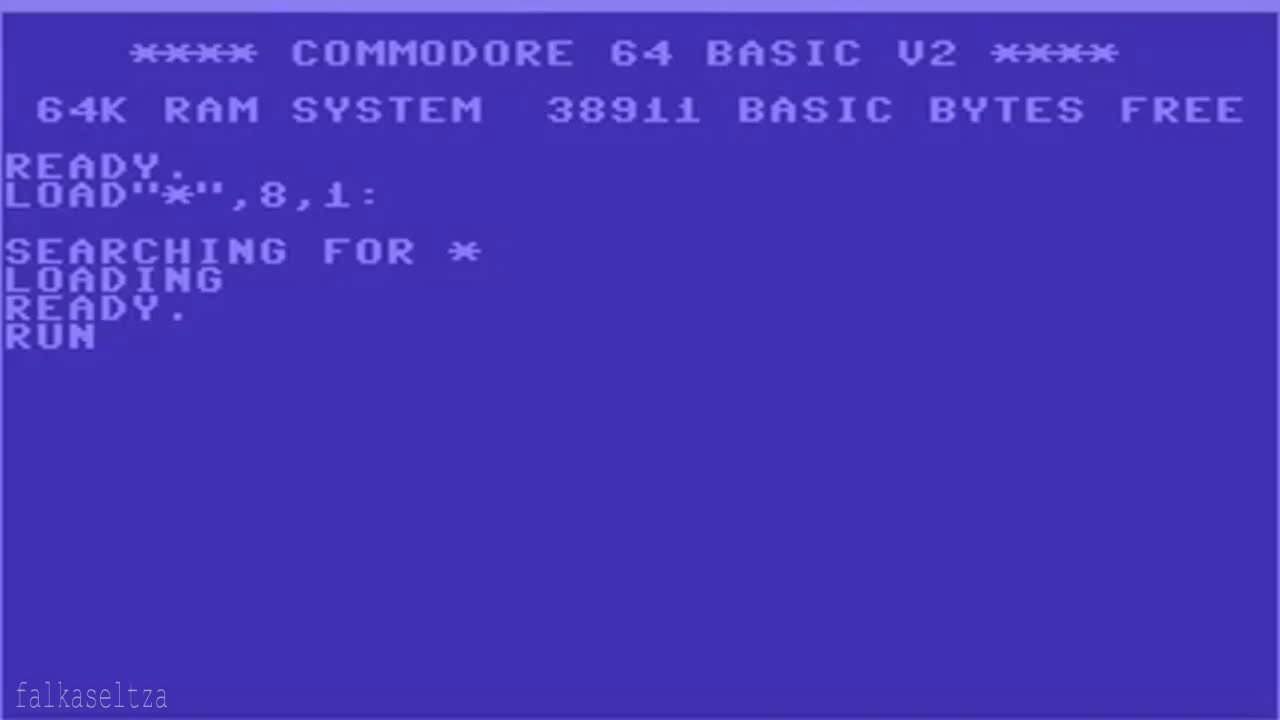 **** COMMODORE 64 BASIC V2 ****
64K RAM SYSTEM  38911 BASIC BYTES FREE
READY.
LOAD"*",8,1:
SEARCHING FOR *
LOADING
READY.
RUN
falkaseltza